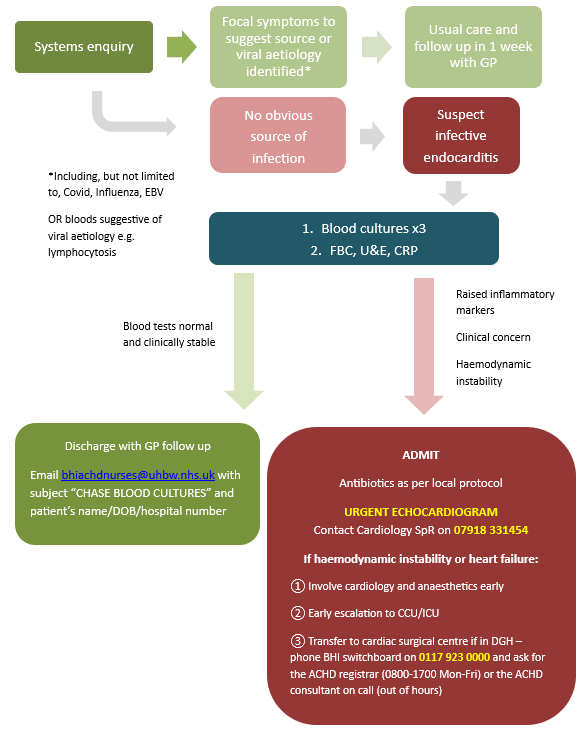 Systems enquiry
Focal symptoms to
suggest source or
viral aetiology
identified*
Usual care and
follow up in 1 week
with GP
No obvious
source of
infection
Suspect
infective
endocarditis
*Including, but not limited
to, Covid, Influenza, EBV
OR bloods suggestive of
viral aetiology e.g.
lymphocytosis
1. Blood cultures x3
2. FBC, U&E, CRP
Blood tests normal
and clinically stable
Raised inflammatory
markers
Clinical concern
Haemodynamic
instability
Discharge with GP follow up
Email bhiachdnurses@uhbw.nhs.uk with
subject “CHASE BLOOD CULTURES” and
patient’s name/DOB/hospital number
ADMIT
Antibiotics as per local protocol
URGENT ECHOCARDIOGRAM
Contact Cardiology SpR on 07918 331454
If haemodynamic instability or heart failure:
① Involve cardiology and anaesthetics early
② Early escalation to CCU/ICU
③ Transfer to cardiac surgical centre if in DGH –
phone BHI switchboard on 0117 923 0000 and ask for
the ACHD registrar (0800-1700 Mon-Fri) or the ACHD
consultant on call (out of hours)